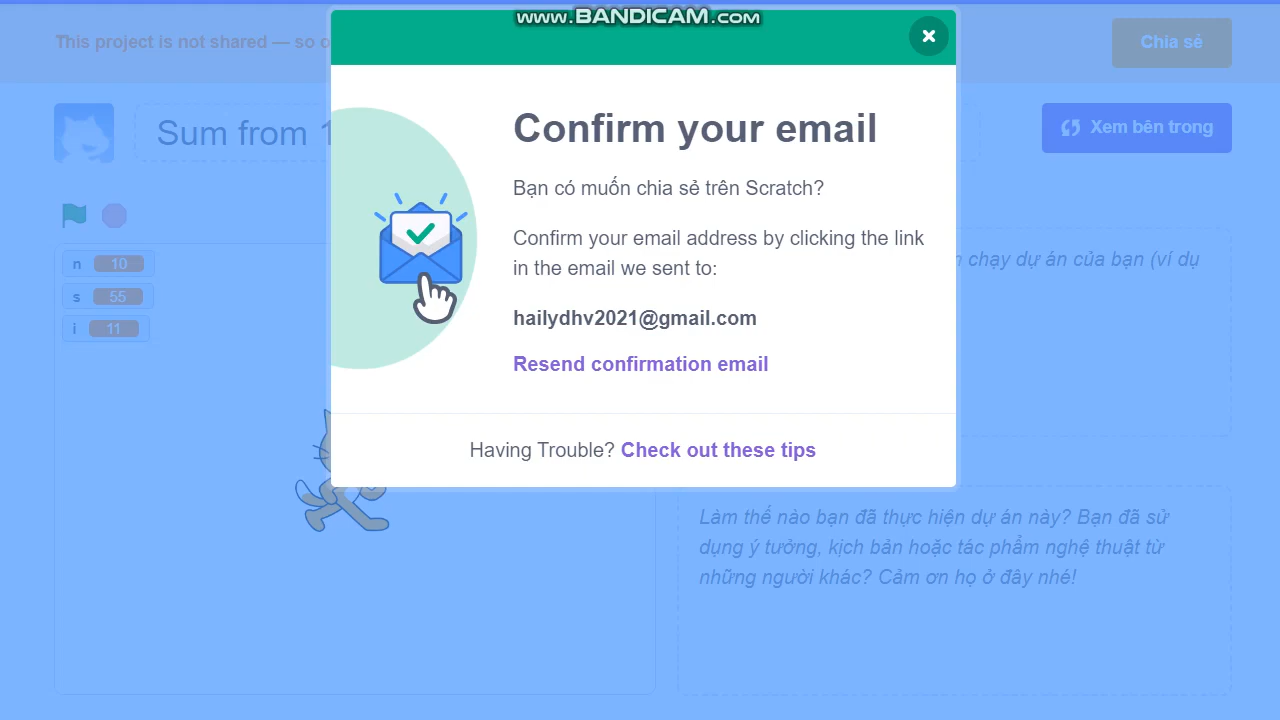 www.BANDICAM.com
This project is not shared — so o
Chia sẻ
Sum from 1
Xem bên trong
n 10
s 55
i 11
Confirm your email
Bạn có muốn chia sẻ trên Scratch?
Confirm your email address by clicking the link
in the email we sent to:
hailydhv2021@gmail.com
Resend confirmation email
Having Trouble? Check out these tips
chạy dự án của bạn (ví dụ
Làm thế nào bạn đã thực hiện dự án này? Bạn đã sử
dụng ý tưởng, kịch bản hoặc tác phẩm nghệ thuật từ
những người khác? Cảm ơn họ ở đây nhé!